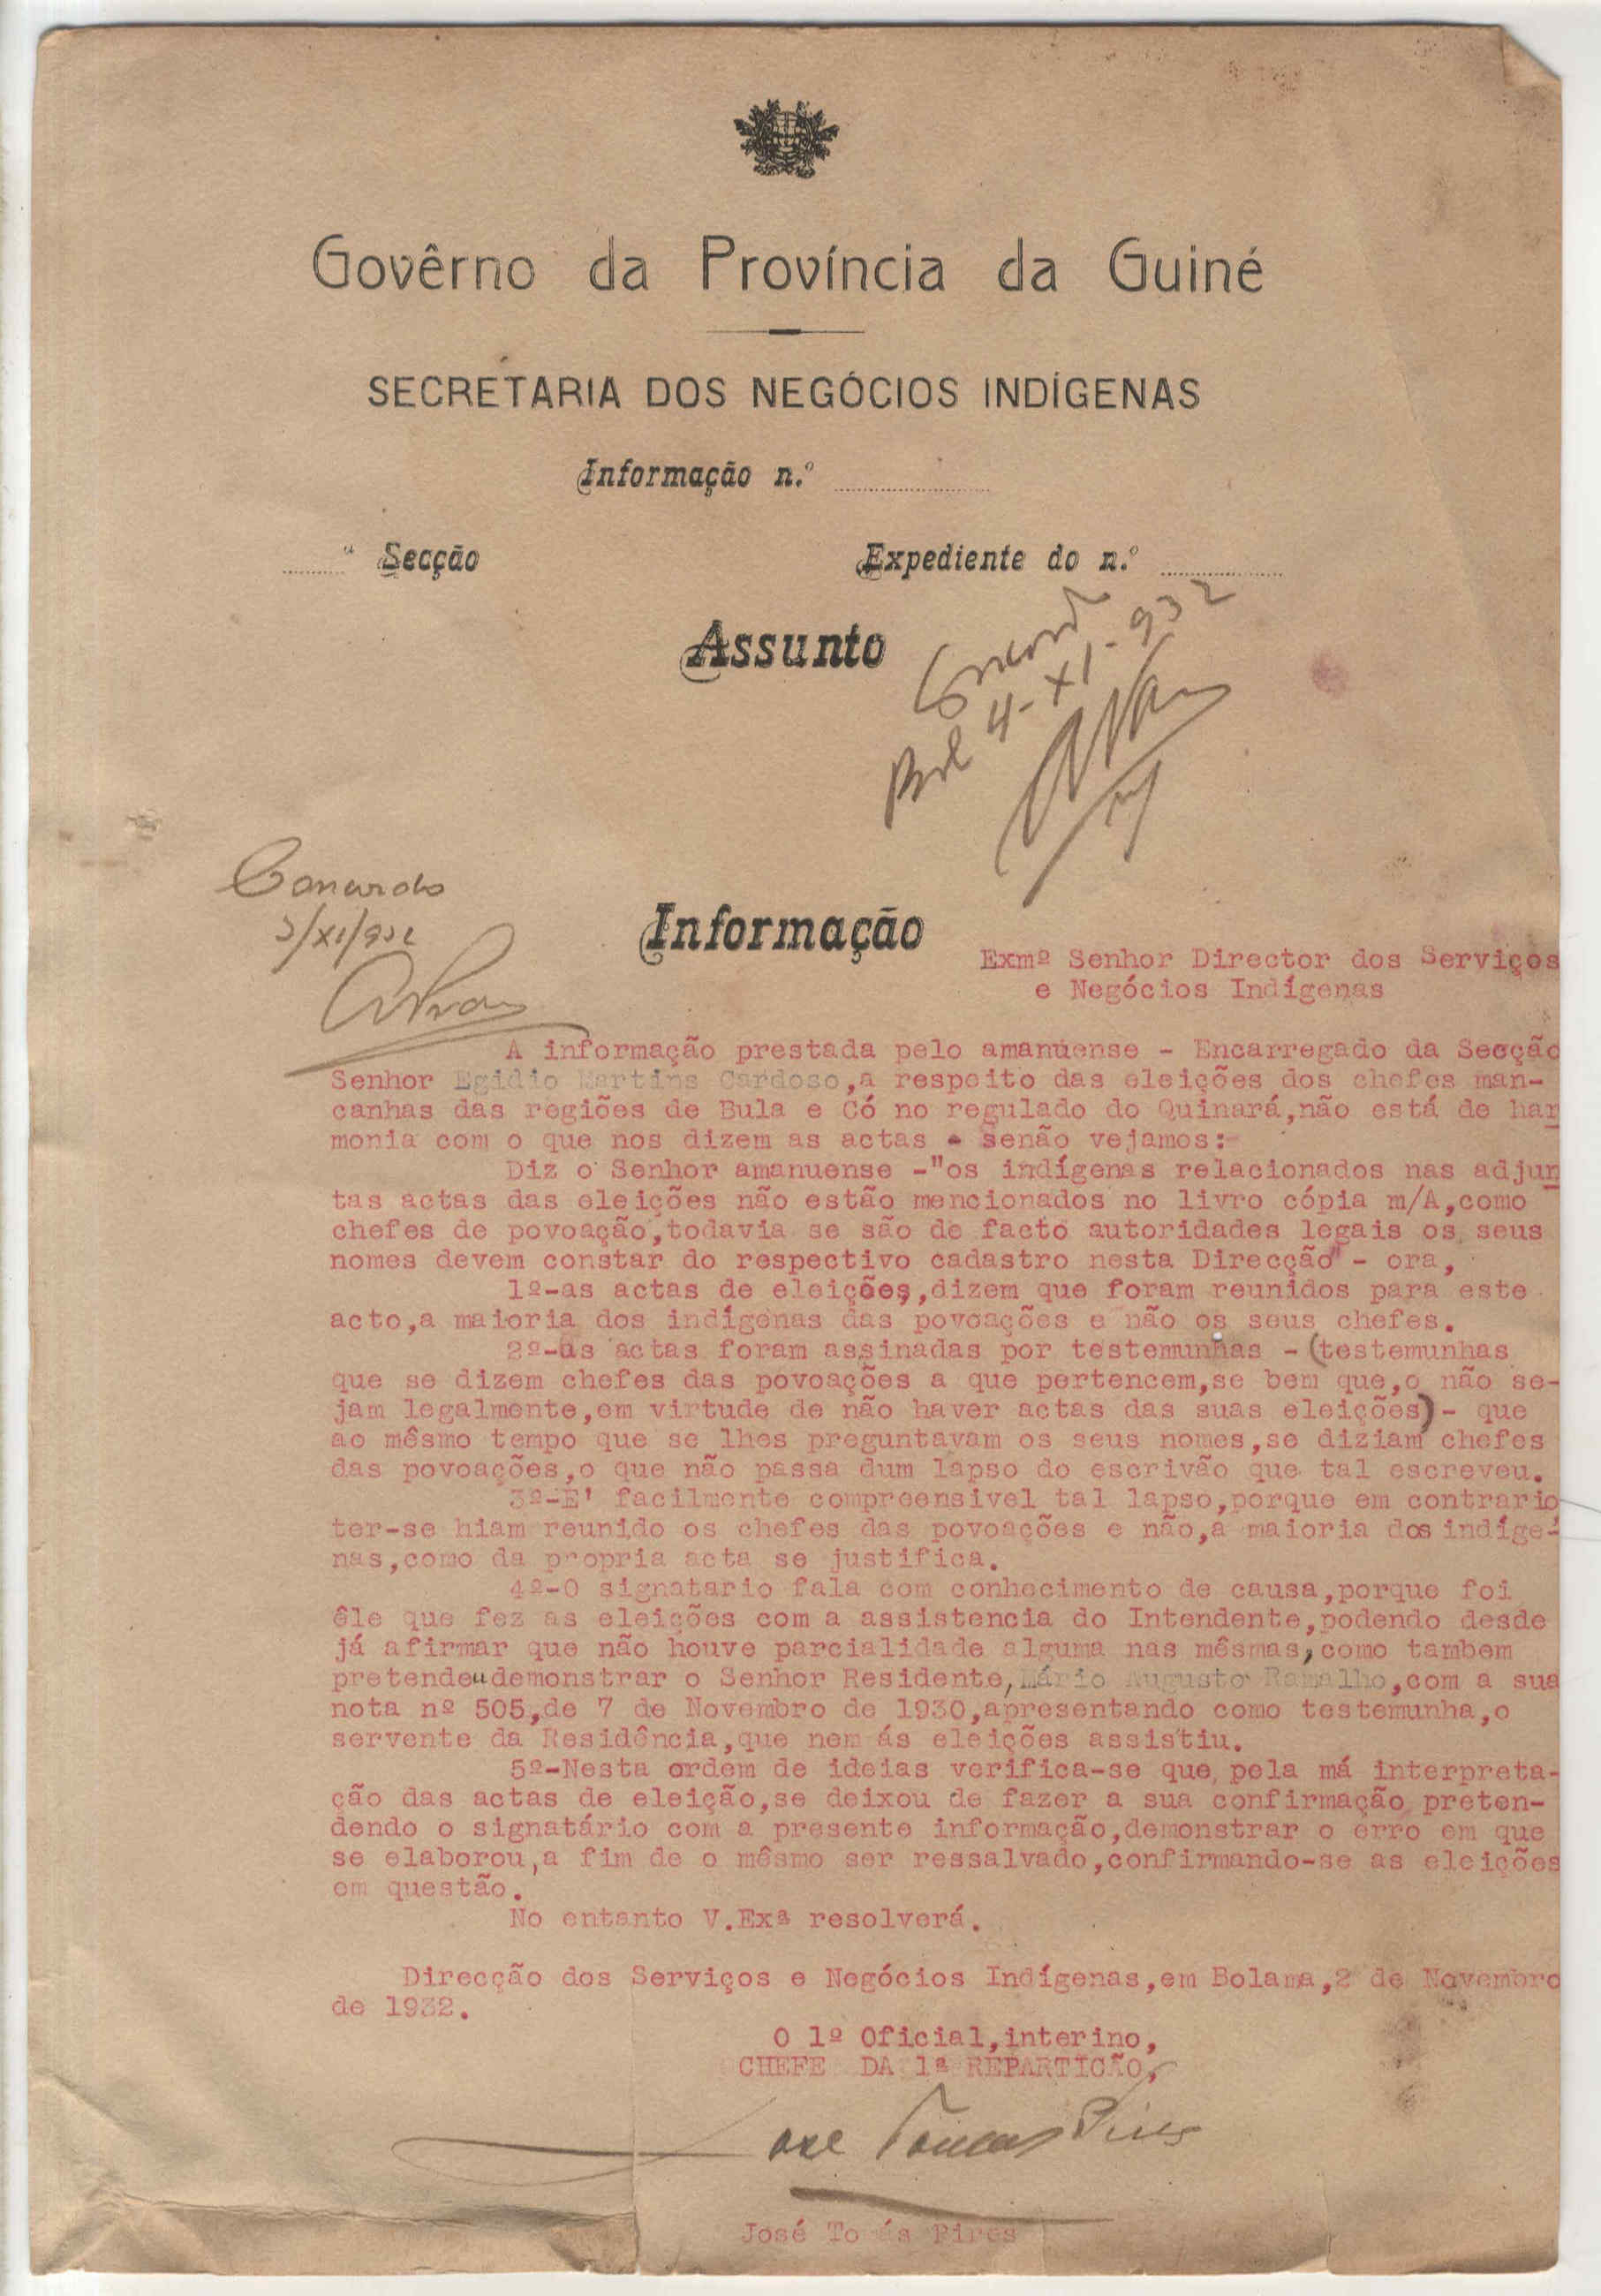 Govêrno da Província da Guiné
SECRETARIA DOS NEGÓCIOS INDÍGENAS
Informação n.º
ª Secção Expediente do n.º
Assunto
Concordo
Bol 4-XI-932
Concordo
3/XI/932
Informação
Exmº Senhor Director dos Serviços
e Negócios Indígenas
A informação prestada pelo amanuense - Encarregado da Secção
Senhor Egidio Martins Cardoso,a respeito das eleições dos chefes man-
canhas das regiões de Bula e Có no regulado do Quinará,não está de har
monia com o que nos dizem as actas - senão vejamos:-
Diz o Senhor amanuense -"os indígenas relacionados nas adjun
tas actas das eleições não estão mencionados no livro cópia m/A,como
chefes de povoação,todavia se são de facto autoridades legais os seus
nomes devem constar do respectivo cadastro nesta Direcção" - ora,
1º-as actas de eleições,dizem que foram reunidos para este
acto,a maioria dos indígenas das povoações e não os seus chefes.
2º-as actas foram assinadas por testemunhas -(testemunhas
que se dizem chefes das povoações a que pertencem,se bem que,o não se-
jam legalmente,em virtude de não haver actas das suas eleições)- que
ao mêsmo tempo que se lhes preguntavam os seus nomes,se diziam chefes
das povoações,o que não passa dum lapso do escrivão que tal escreveu.
3º-E' facilmente compreensivel tal lapso,porque em contrario
ter-se hiam reunido os chefes das povoações e não,a maioria dos indíge-
nas,como da propria acta se justifica.
4º-O signatario fala com conhecimento de causa,porque foi
êle que fez as eleições com a assistencia do Intendente,podendo desde
já afirmar que não houve parcialidade alguma nas mêsmas,como tambem
pretendeu demonstrar o Senhor Residente,Mário Augusto Ramalho,com a sua
nota nº 505,de 7 de Novembro de 1930,apresentando como testemunha,o
servente da Residência,que nem ás eleições assistiu.
5º-Nesta ordem de ideias verifica-se que,pela má interpreta-
ção das actas de eleição,se deixou de fazer a sua confirmação preten-
dendo o signatário com a presente informação,demonstrar o erro em que
se elaborou,a fim de o mêsmo ser ressalvado,confirmando-se as eleições
em questão.
No entanto V.Exª resolverá.
Direcção dos Serviços e Negócios Indígenas,em Bolama,2 de Novembro
de 1932.
O 1º Oficial,interino,
CHEFE DA 1ª REPARTICÃO,
José Tomás Pires
José To ás Pires